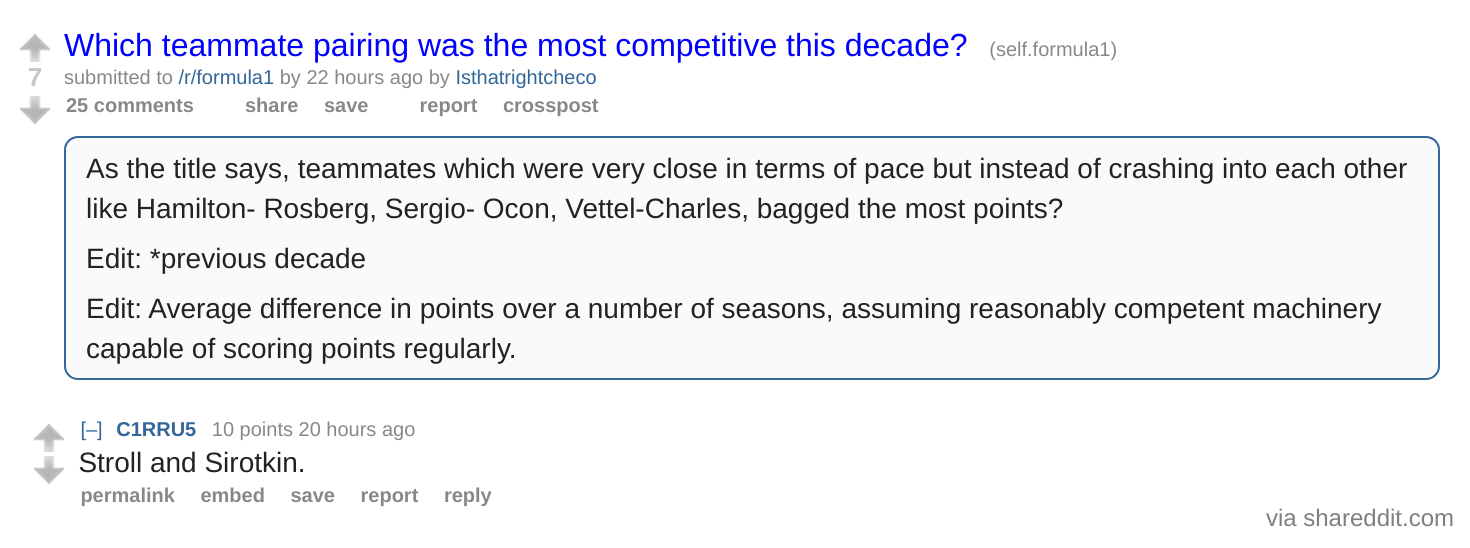 Which teammate pairing was the most competitive this decade? (self.formula1)
7
submitted to /r/formula1 by 22 hours ago by Isthatrightcheco
25 comments share save report crosspost
As the title says, teammates which were very close in terms of pace but instead of crashing into each other
like Hamilton- Rosberg, Sergio- Ocon, Vettel-Charles, bagged the most points?
Edit: *previous decade
Edit: Average difference in points over a number of seasons, assuming reasonably competent machinery
capable of scoring points regularly.
[–] C1RRU5 10 points 20 hours ago
Stroll and Sirotkin.
permalink embed save report reply
via shareddit.com